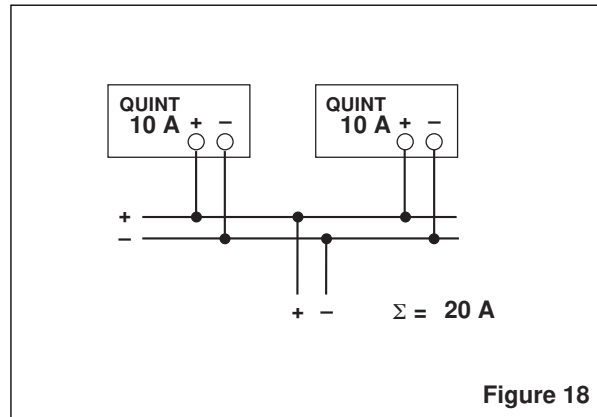 QUINT
10 A + −
QUINT
10 A + −
+
−
+ − Σ = 20 A
Figure 18